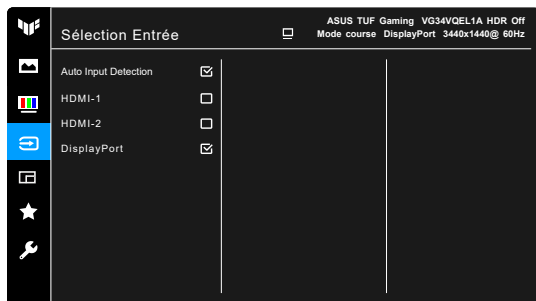 ASUS TUF Gaming VG34VQEL1A HDR Off
Sélection Entrée
Mode course DisplayPort 3440x1440@ 60Hz
Auto Input Detection
HDMI-1
HDMI-2
DisplayPort